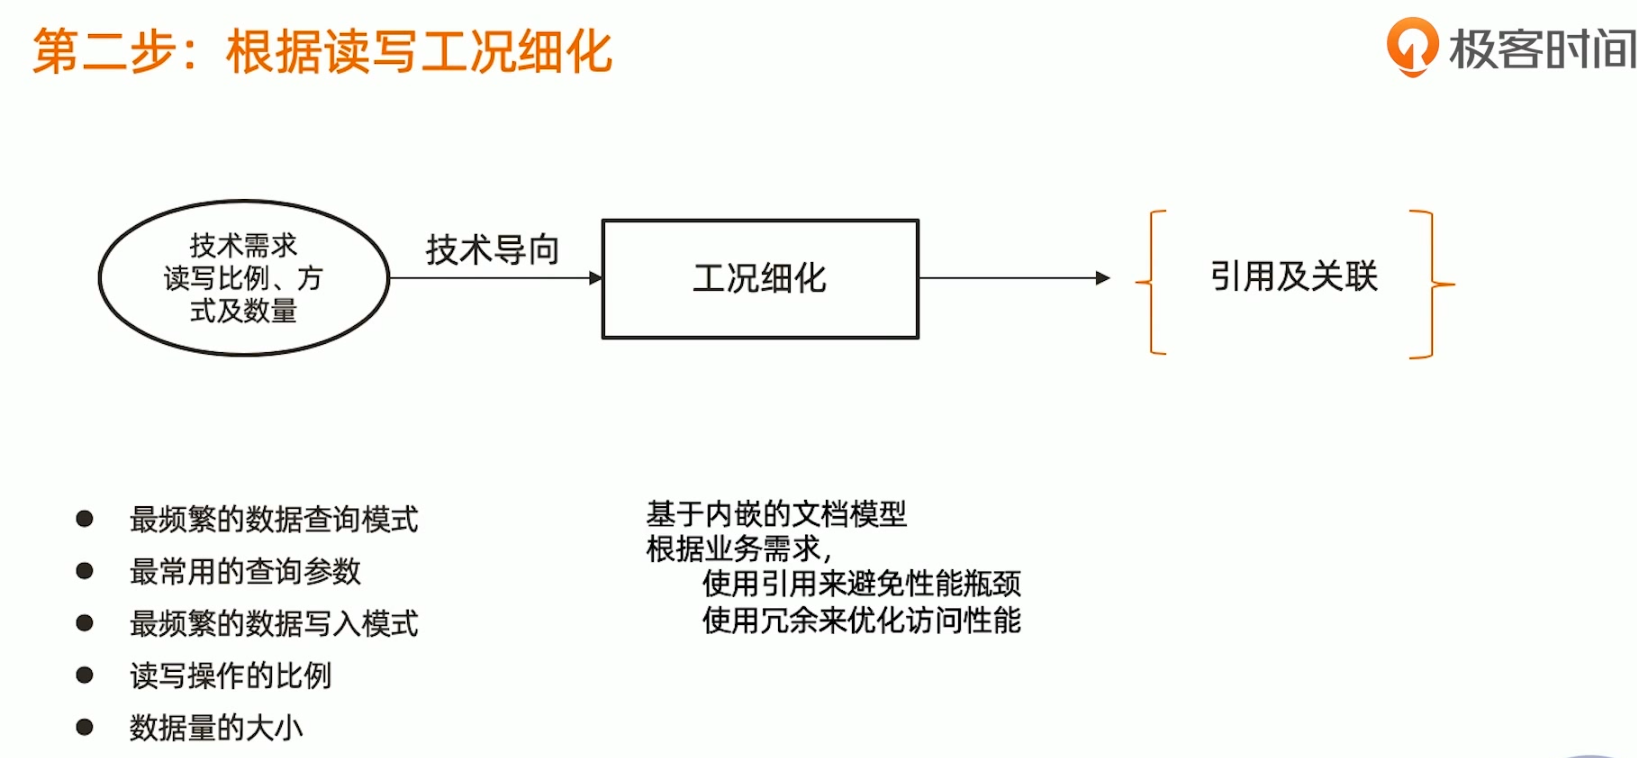 第二步：根据读写工况细化
极客时间
技术需求
读写比例、方
式及数量
技术导向
工况细化
引用及关联
最频繁的数据查询模式
最常用的查询参数
最频繁的数据写入模式
读写操作的比例
数据量的大小
基于内嵌的文档模型
根据业务需求，
使用引用来避免性能瓶颈
使用冗余来优化访问性能